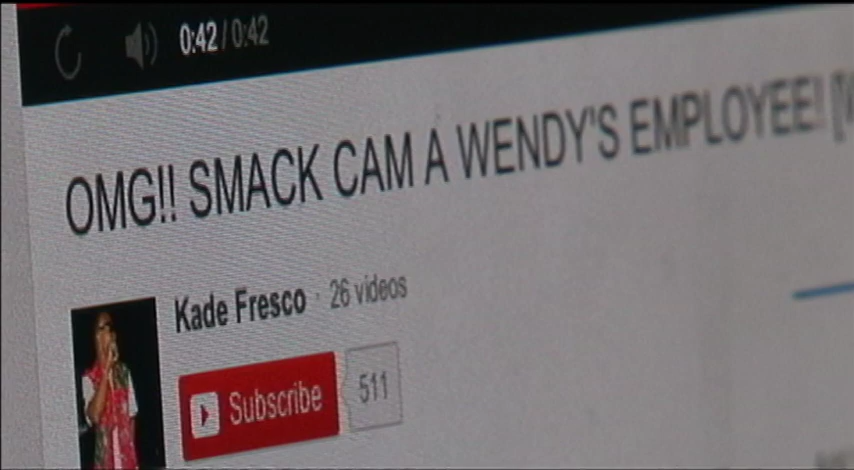 0:42 / 0:42
OMG!! SMACK CAM A WENDY'S EMPLOYEE!!
Kade Fresco · 26 videos
Subscribe 511